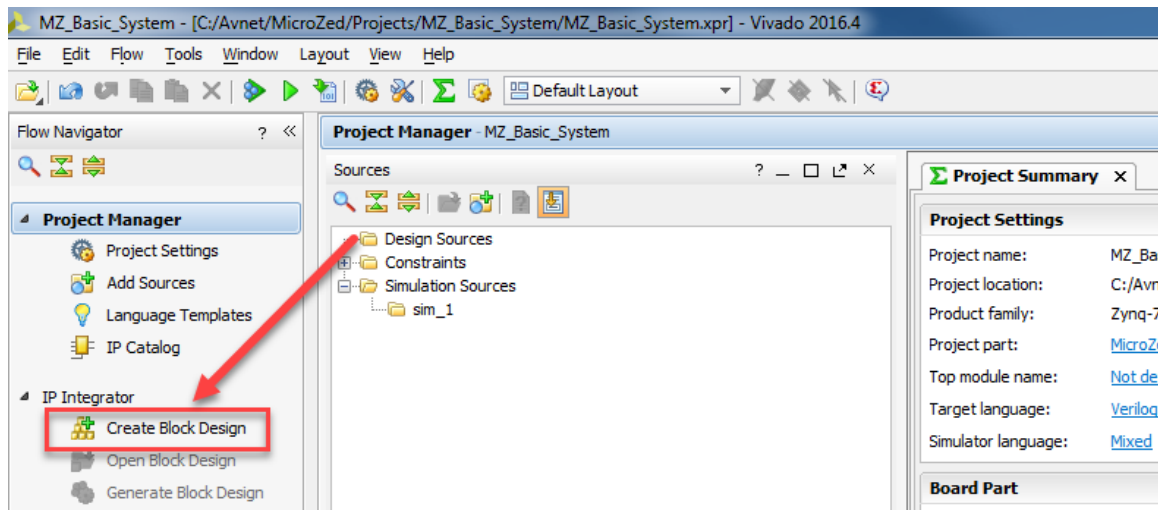 MZ_Basic_System - [C:/Avnet/MicroZed/Projects/MZ_Basic_System/MZ_Basic_System.xpr] - Vivado 2016.4
File Edit Flow Tools Window Layout View Help
Default Layout
Flow Navigator
Project Manager - MZ_Basic_System
Sources
Project Summary
Project Manager
Project Settings
Add Sources
Language Templates
IP Catalog
IP Integrator
Create Block Design
Open Block Design
Generate Block Design
Design Sources
Constraints
Simulation Sources
sim_1
Project Settings
Project name: MZ_Ba
Project location: C:/Avn
Product family: Zynq-7
Project part: MicroZ
Top module name: Not de
Target language: Verilog
Simulator language: Mixed
Board Part